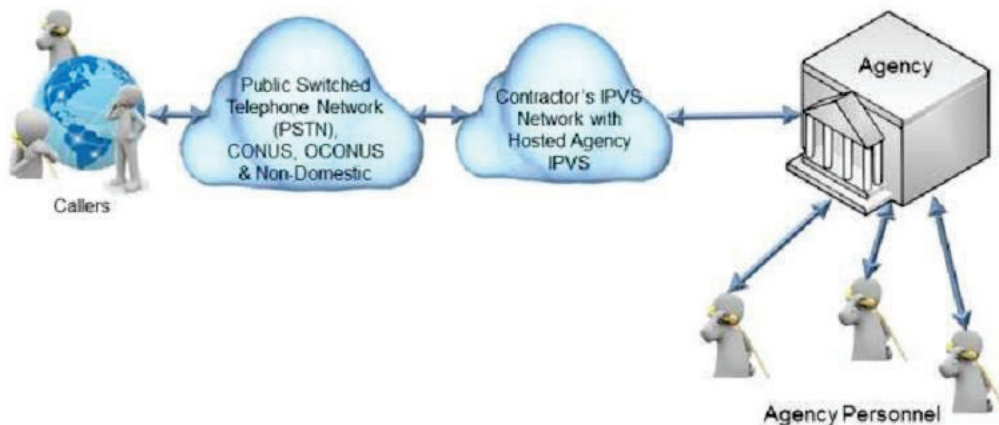 Callers
Public Switched
Telephone Network
(PSTN),
CONUS, OCONUS
& Non-Domestic
Contractor's IPVS
Network with
Hosted Agency
IPVS
Agency
Agency Personnel